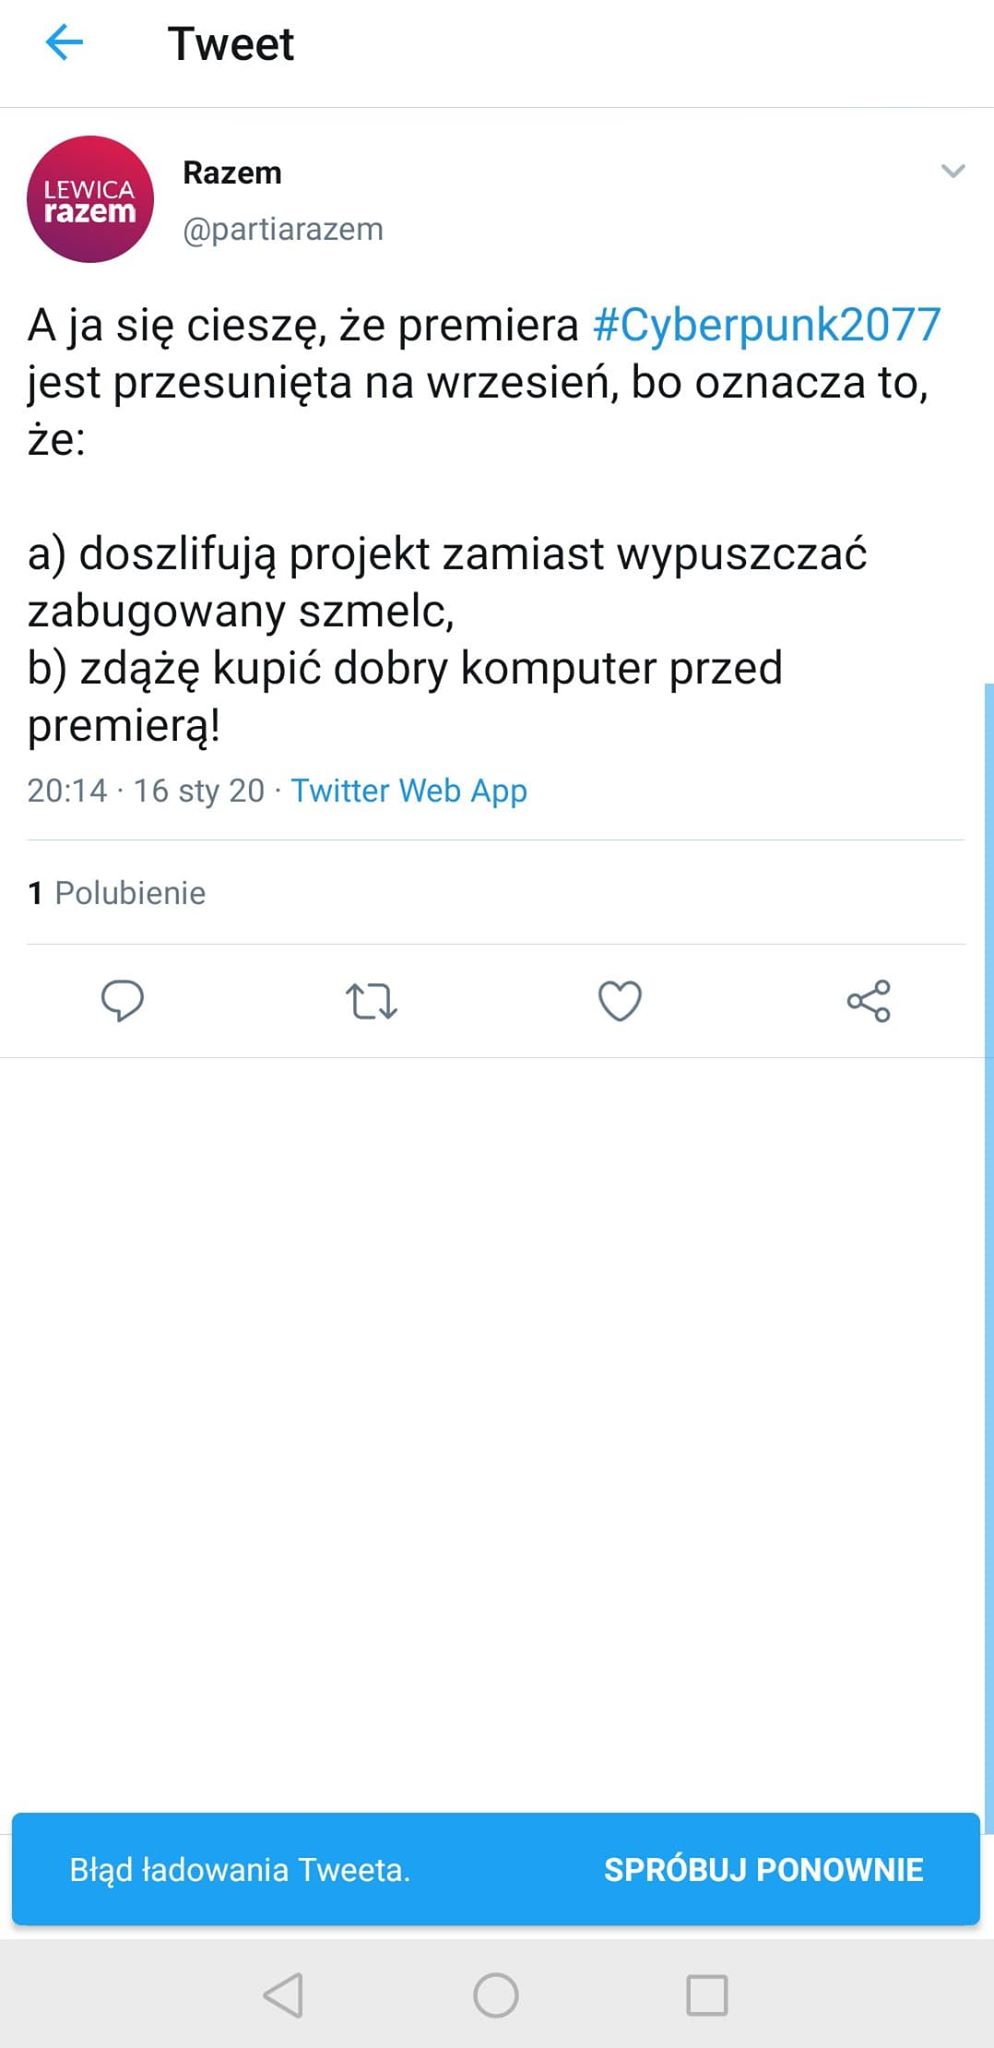 Tweet
LEWICA
razem
Razem
@partiarazem
A ja się cieszę, że premiera #Cyberpunk2077
jest przesunięta na wrzesień, bo oznacza to,
że:
a) doszlifują projekt zamiast wypuszczać
zabugowany szmelc,
b) zdążę kupić dobry komputer przed
premierą!
20:14 · 16 sty 20 · Twitter Web App
1 Polubienie
Błąd ładowania Tweeta. SPRÓBUJ PONOWNIE